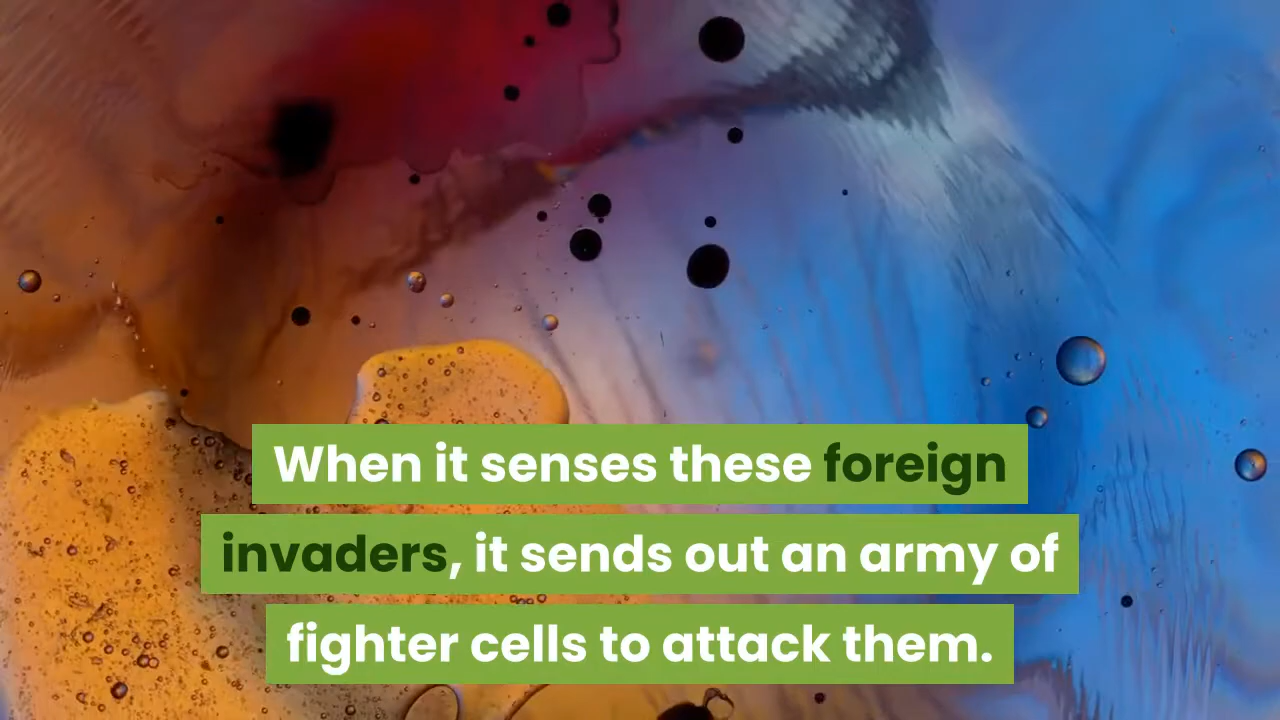 When it senses these foreign
invaders, it sends out an army of
fighter cells to attack them.